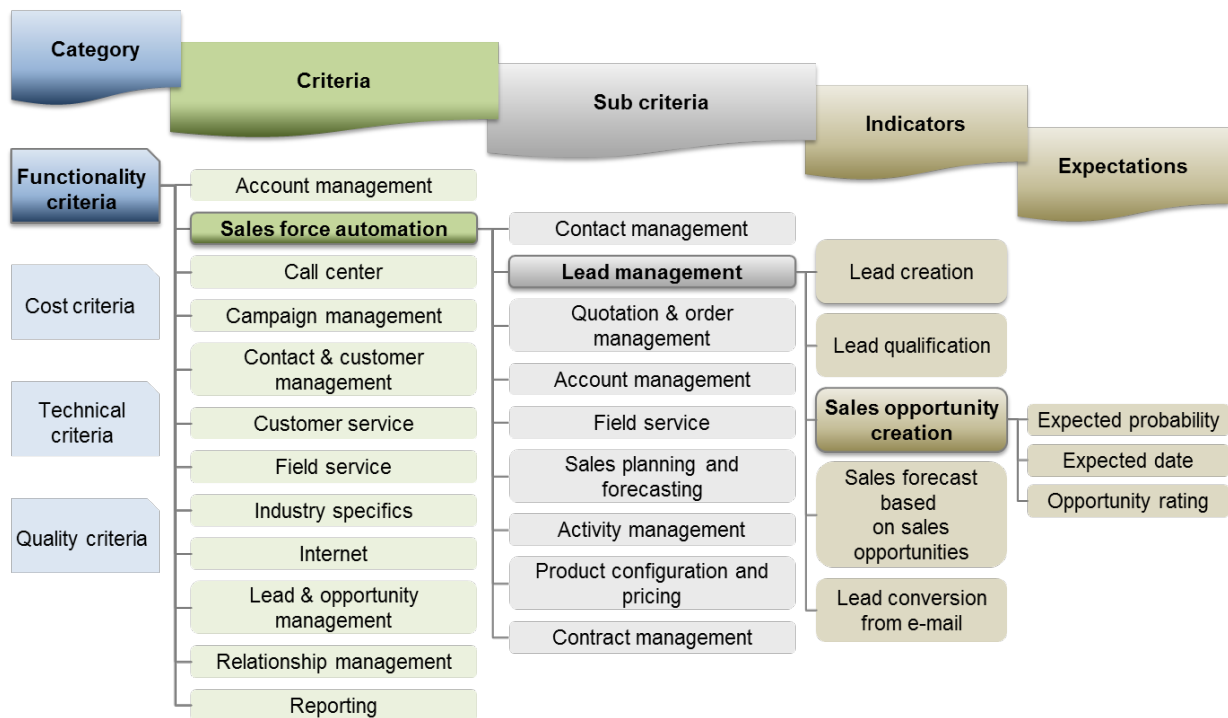 Category
Criteria
Sub criteria
Indicators
Expectations
Functionality
criteria
Cost criteria
Technical
criteria
Quality criteria
Account management
Sales force automation
Call center
Campaign management
Contact & customer
management
Customer service
Field service
Industry specifics
Internet
Lead & opportunity
management
Relationship management
Reporting
Contact management
Lead management
Quotation & order
management
Account management
Field service
Sales planning and
forecasting
Activity management
Product configuration and
pricing
Contract management
Lead creation
Lead qualification
Sales opportunity
creation
Sales forecast
based
on sales
opportunities
Lead conversion
from e-mail
Expected probability
Expected date
Opportunity rating